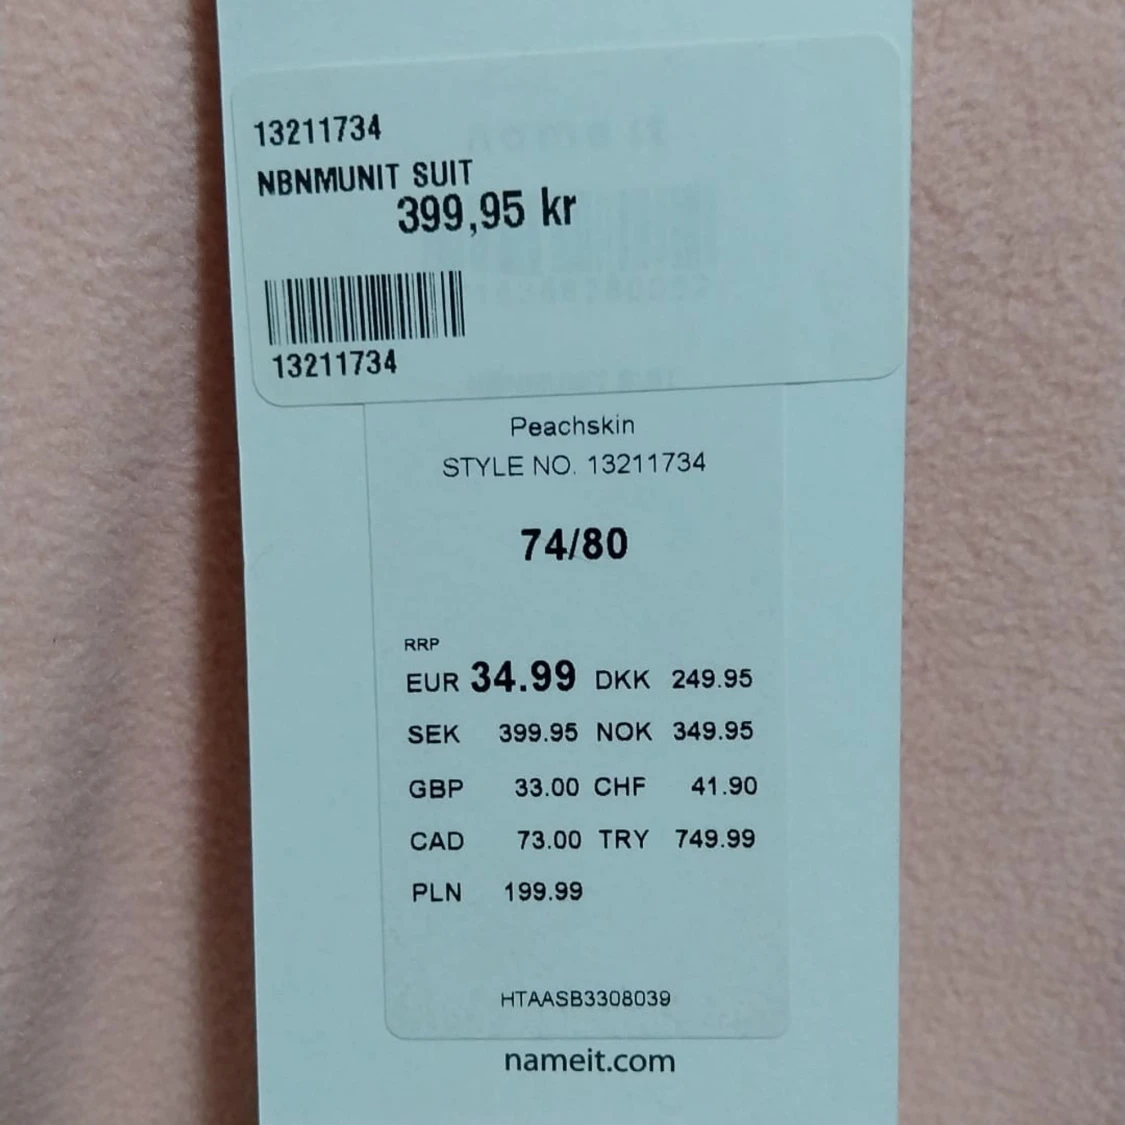 13211734
NBNMUNIT SUIT
399,95 kr
13211734
Peachskin
STYLE NO. 13211734
74/80
RRP
EUR 34.99 DKK 249.95
SEK 399.95 NOK 349.95
GBP 33.00 CHF 41.90
CAD 73.00 TRY 749.99
PLN 199.99
HTAASB3308039
nameit.com